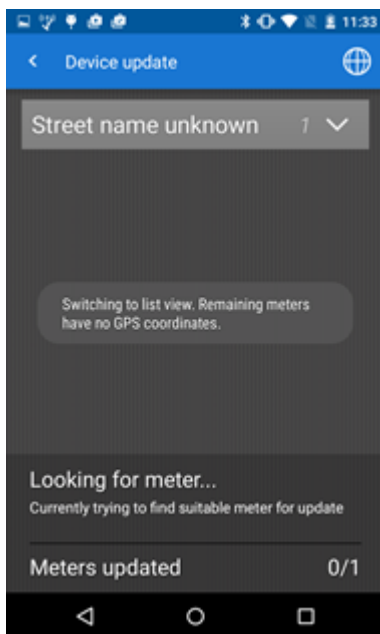 11:33
Device update
Street name unknown 1
Switching to list view. Remaining meters
have no GPS coordinates.
Looking for meter...
Currently trying to find suitable meter for update
Meters updated 0/1